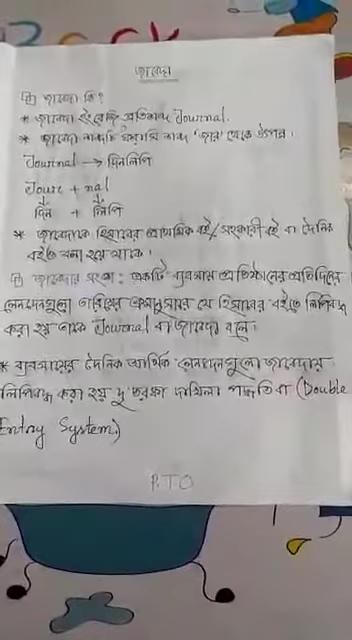 জাবেদা
জাবেদা কি?
* জাবেদা ইংরেজি প্রতিশব্দ Journal.
* জাবেদা শব্দটি ফরাসি শব্দ 'জার' থেকে উৎপন্ন।
Journal → দিনলিপি
Jour + nal
দিন + লিপি
* জাবেদাকে হিসাবের প্রাথমিক বই/সহকারী বই বা দৈনিক
বইও বলা হয়ে থাকে।
জাবেদার সংজ্ঞা: একটি ব্যবসায় প্রতিষ্ঠানের প্রতিদিনের
লেনদেনগুলো তারিখের ক্রমানুসারে যে হিসাবের বইতে লিপিবদ্ধ
করা হয় তাকে Journal বা জাবেদা বলে।
* ব্যবসায়ের দৈনিক আর্থিক লেনদেনগুলো জাবেদায়
লিপিবদ্ধ করা হয় দু তরফা দাখিলা পদ্ধতি বা (Double
Entry System)
P.TO